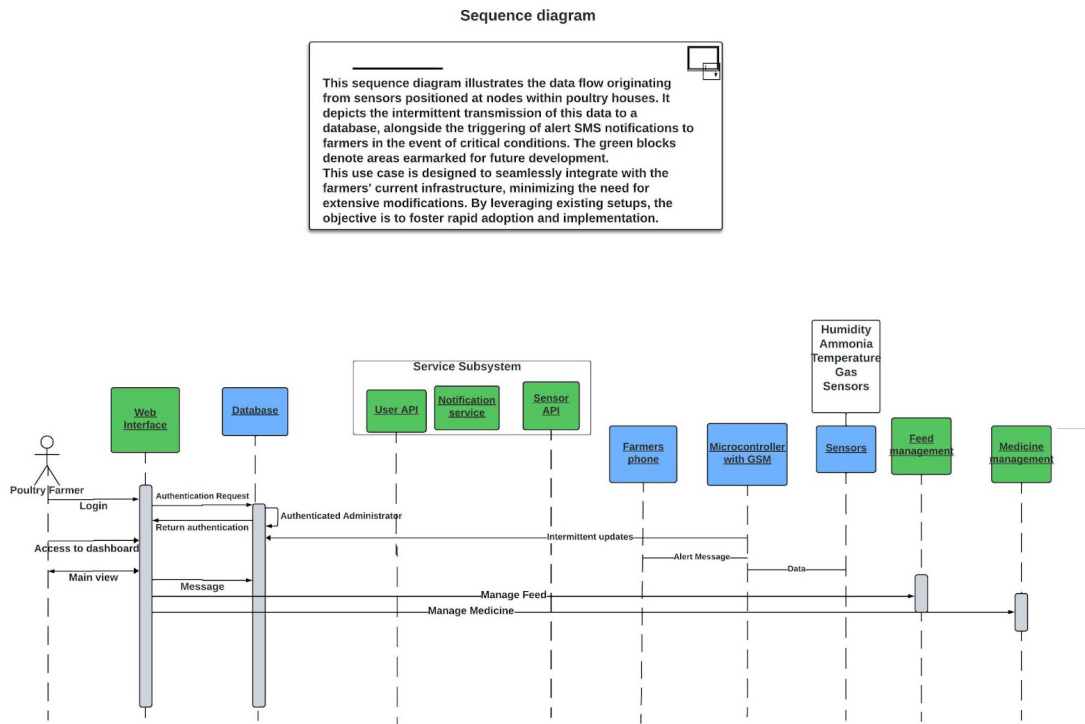 Sequence diagram
This sequence diagram illustrates the data flow originating
from sensors positioned at nodes within poultry houses. It
depicts the intermittent transmission of this data to a
database, alongside the triggering of alert SMS notifications to
farmers in the event of critical conditions. The green blocks
denote areas earmarked for future development.
This use case is designed to seamlessly integrate with the
farmers' current infrastructure, minimizing the need for
extensive modifications. By leveraging existing setups, the
objective is to foster rapid adoption and implementation.
Humidity
Ammonia
Temperature
Gas
Sensors
Service Subsystem
Web
Interface
Database
User API
Notification
service
Sensor
API
Farmers
phone
Microcontroller
with GSM
Sensors
Feed
management
Medicine
management
Poultry Farmer
Login
Authentication Request
Authenticated Administrator
Return authentication
Intermittent updates
Access to dashboard
Alert Message
Data
Main view
Message
Manage Feed
Manage Medicine